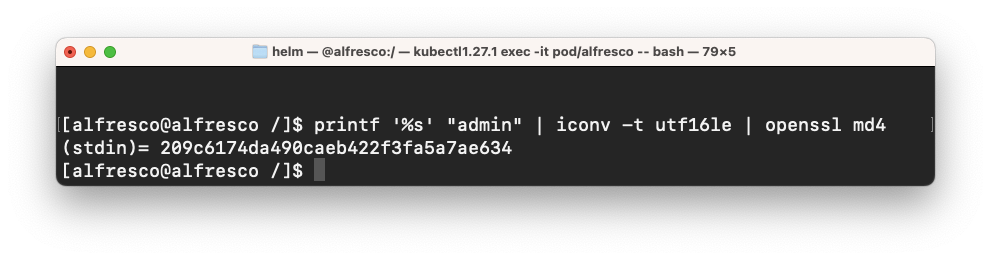 helm — @alfresco:/ — kubectl1.27.1 exec -it pod/alfresco -- bash — 79×5
[alfresco@alfresco /]$ printf '%s' "admin" | iconv -t utf16le | openssl md4
(stdin)= 209c6174da490caeb422f3fa5a7ae634
[alfresco@alfresco /]$